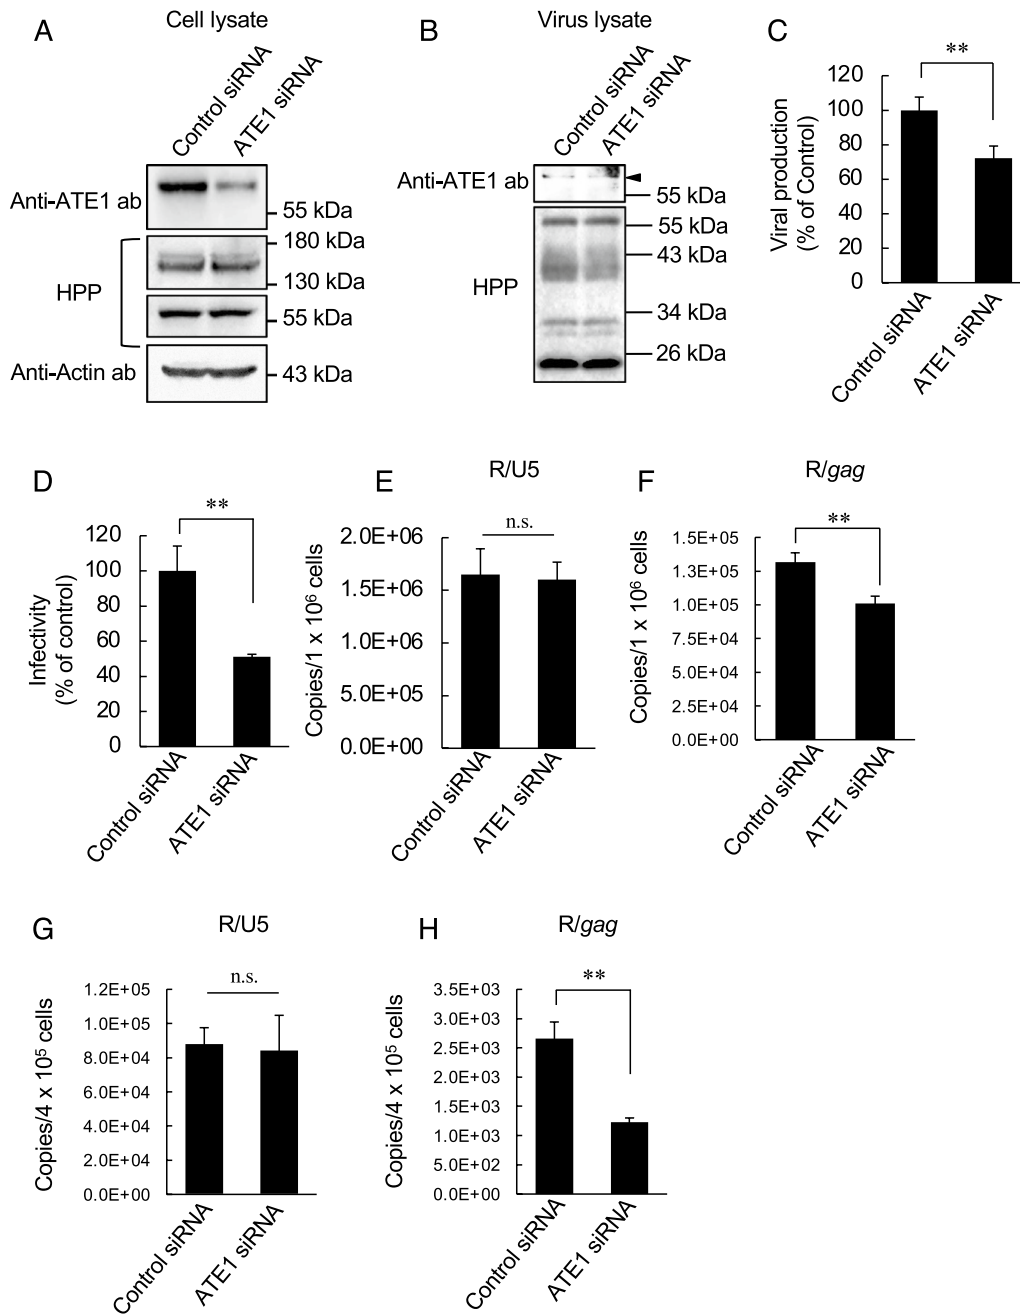 A
Cell lysate
Control siRNA
ATE1 siRNA
Anti-ATE1 ab
55 kDa
180 kDa
HPP
130 kDa
55 kDa
Anti-Actin ab
43 kDa
B
Virus lysate
Control siRNA
ATE1 siRNA
Anti-ATE1 ab
55 kDa
55 kDa
43 kDa
HPP
34 kDa
26 kDa
C
**
Viral production
(% of Control)
120
100
80
60
40
20
0
Control siRNA
ATE1 siRNA
D
**
Infectivity
(% of control)
120
100
80
60
40
20
0
Control siRNA
ATE1 siRNA
E
R/U5
n.s.
Copies/1 x 10⁶ cells
2.0E+06
1.5E+06
1.0E+06
5.0E+05
0.0E+00
Control siRNA
ATE1 siRNA
F
R/gag
**
Copies/1 x 10⁶ cells
1.5E+05
1.3E+05
1.0E+05
7.5E+04
5.0E+04
2.5E+04
0.0E+00
Control siRNA
ATE1 siRNA
G
R/U5
n.s.
Copies/4 x 10⁵ cells
1.2E+05
1.0E+05
8.0E+04
6.0E+04
4.0E+04
2.0E+04
0.0E+00
Control siRNA
ATE1 siRNA
H
R/gag
**
Copies/4 x 10⁵ cells
3.5E+03
3.0E+03
2.5E+03
2.0E+03
1.5E+03
1.0E+03
5.0E+02
0.0E+00
Control siRNA
ATE1 siRNA